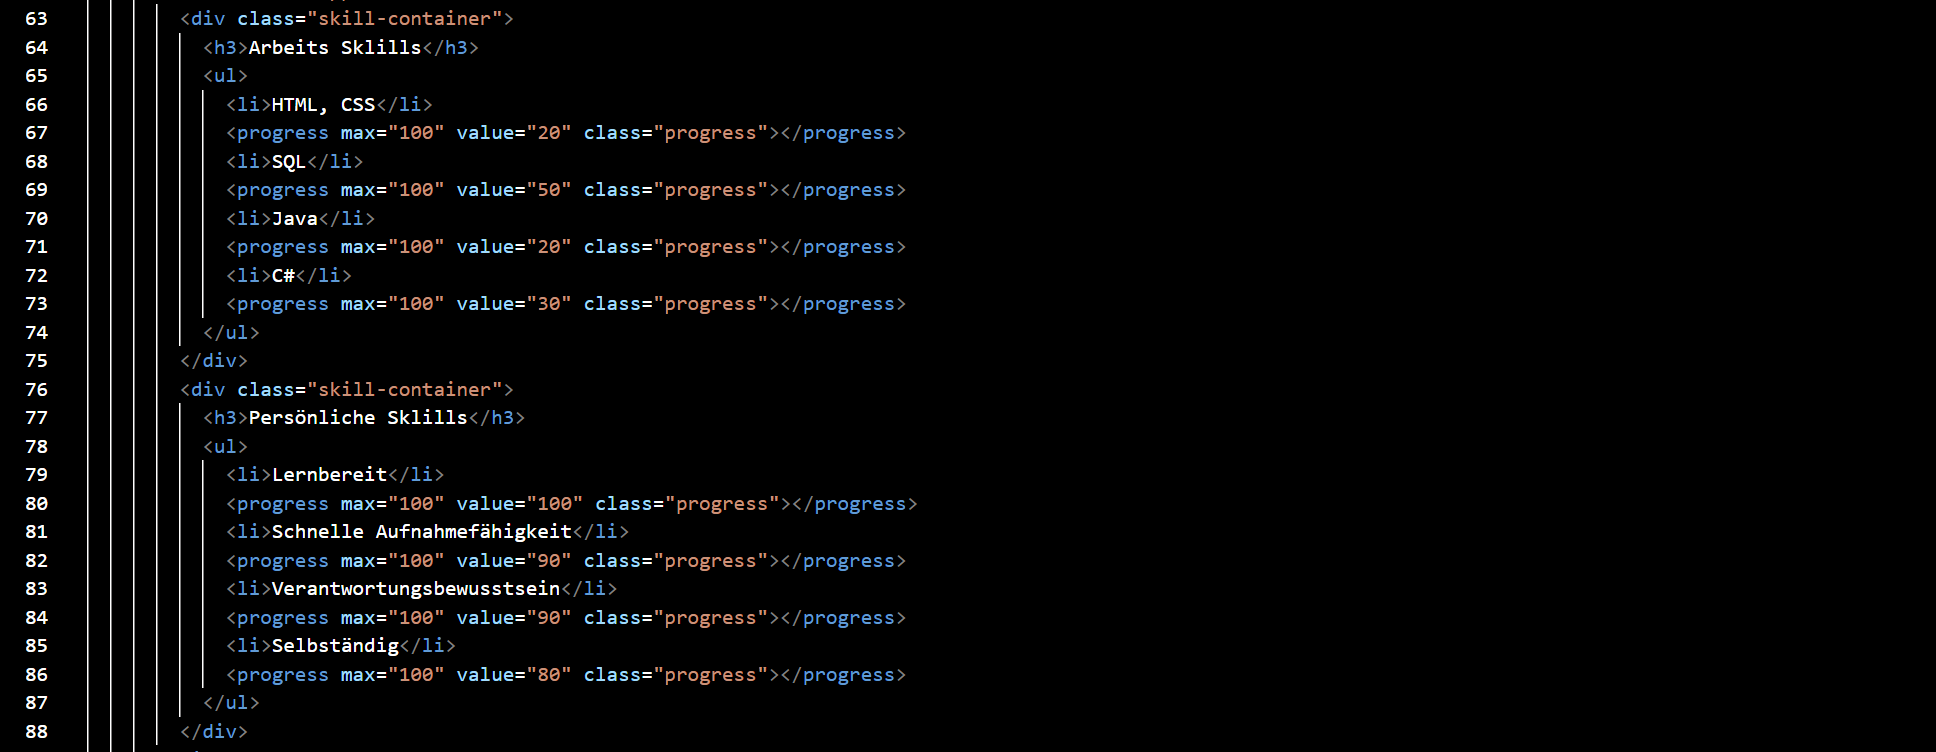 63 <div class="skill-container">
64 <h3>Arbeits Sklills</h3>
65 <ul>
66 <li>HTML, CSS</li>
67 <progress max="100" value="20" class="progress"></progress>
68 <li>SQL</li>
69 <progress max="100" value="50" class="progress"></progress>
70 <li>Java</li>
71 <progress max="100" value="20" class="progress"></progress>
72 <li>C#</li>
73 <progress max="100" value="30" class="progress"></progress>
74 </ul>
75 </div>
76 <div class="skill-container">
77 <h3>Persönliche Sklills</h3>
78 <ul>
79 <li>Lernbereit</li>
80 <progress max="100" value="100" class="progress"></progress>
81 <li>Schnelle Aufnahmefähigkeit</li>
82 <progress max="100" value="90" class="progress"></progress>
83 <li>Verantwortungsbewusstsein</li>
84 <progress max="100" value="90" class="progress"></progress>
85 <li>Selbständig</li>
86 <progress max="100" value="80" class="progress"></progress>
87 </ul>
88 </div>